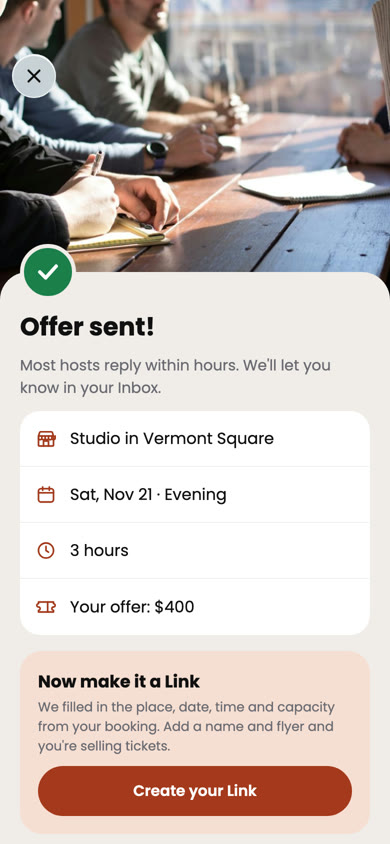 Offer sent!
Most hosts reply within hours. We'll let you
know in your Inbox.
Studio in Vermont Square
Sat, Nov 21 · Evening
3 hours
Your offer: $400
Now make it a Link
We filled in the place, date, time and capacity
from your booking. Add a name and flyer and
you're selling tickets.
Create your Link